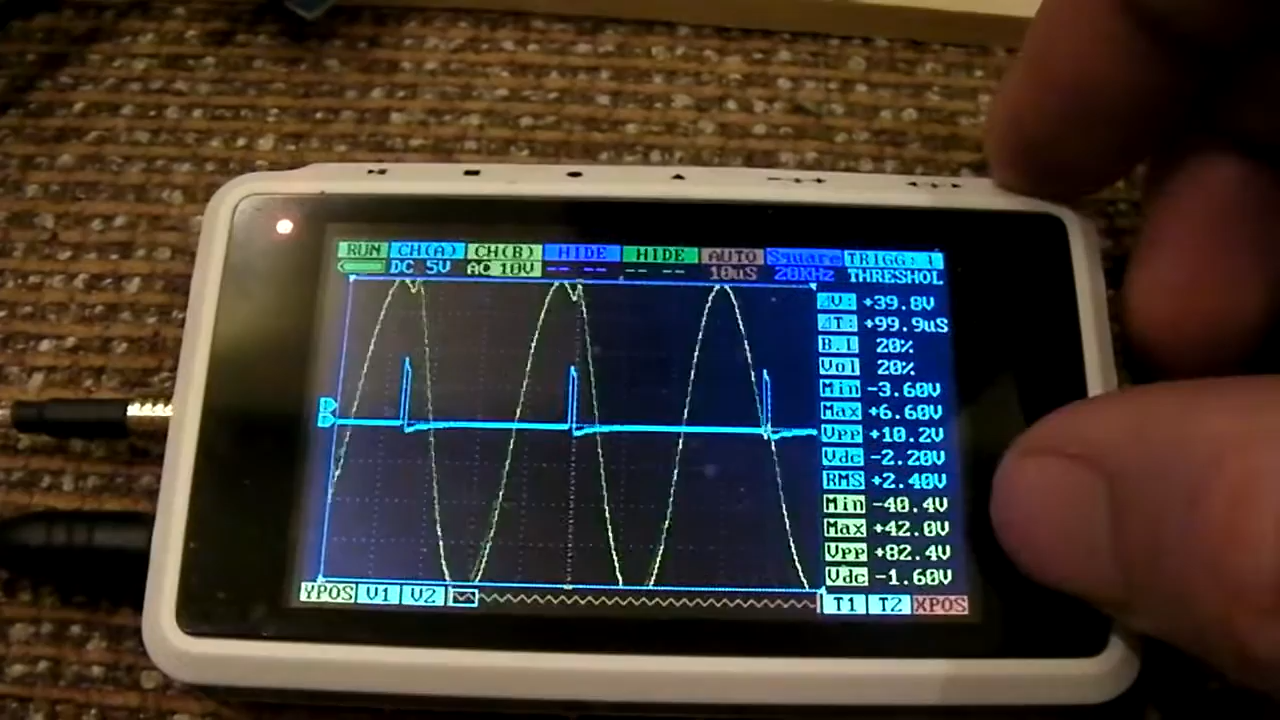 RUN CH(A) CH(B) HIDE HIDE AUTO Square TRIGG:
DC 5V AC 10V -- -- -- -- 10uS 20KHz THRESHOL
ΔV: +39.8V
ΔT: +99.9uS
B.L 20%
Vol 20%
Min -3.60V
Max +6.60V
Vpp +10.2V
Vdc -2.20V
RMS +2.40V
Min -40.4V
Max +42.0V
Vpp +82.4V
Vdc -1.60V
YPOS V1 V2 T1 T2 XPOS